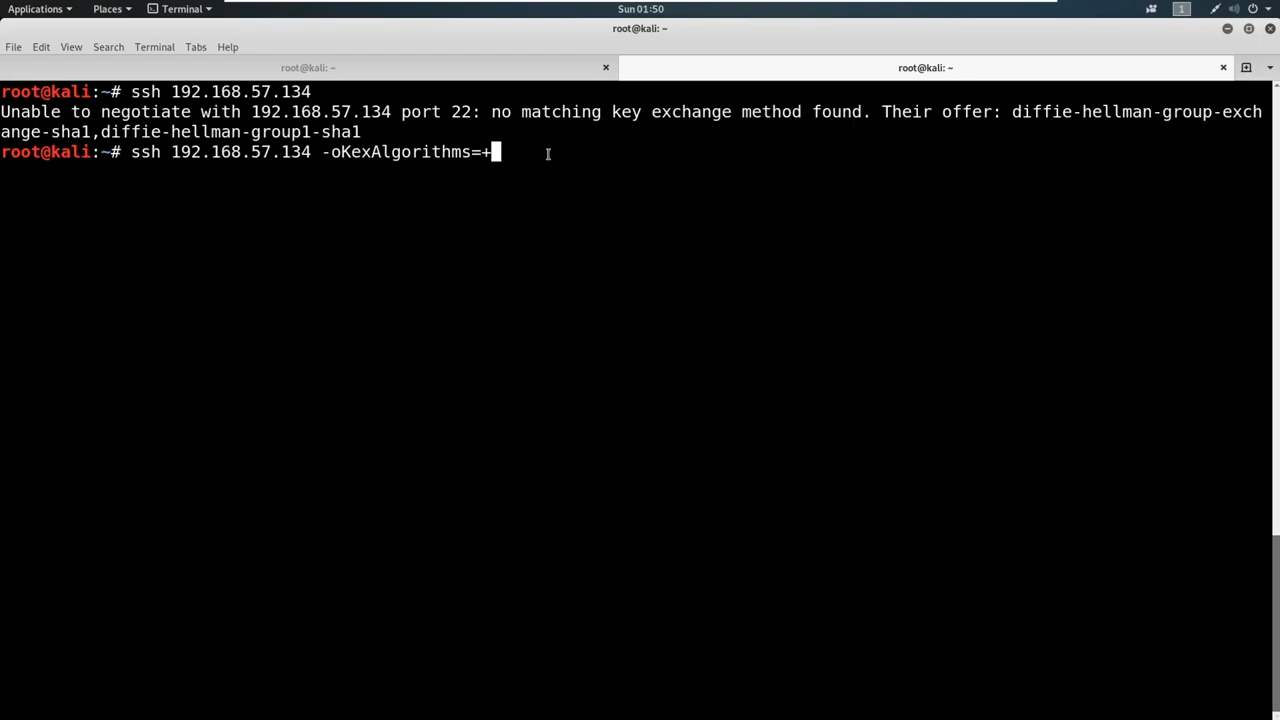 Applications Places Terminal Sun 01:50 1
root@kali: ~
File Edit View Search Terminal Tabs Help
root@kali: ~ root@kali: ~
root@kali:~# ssh 192.168.57.134
Unable to negotiate with 192.168.57.134 port 22: no matching key exchange method found. Their offer: diffie-hellman-group-exch
ange-sha1,diffie-hellman-group1-sha1
root@kali:~# ssh 192.168.57.134 -oKexAlgorithms=+